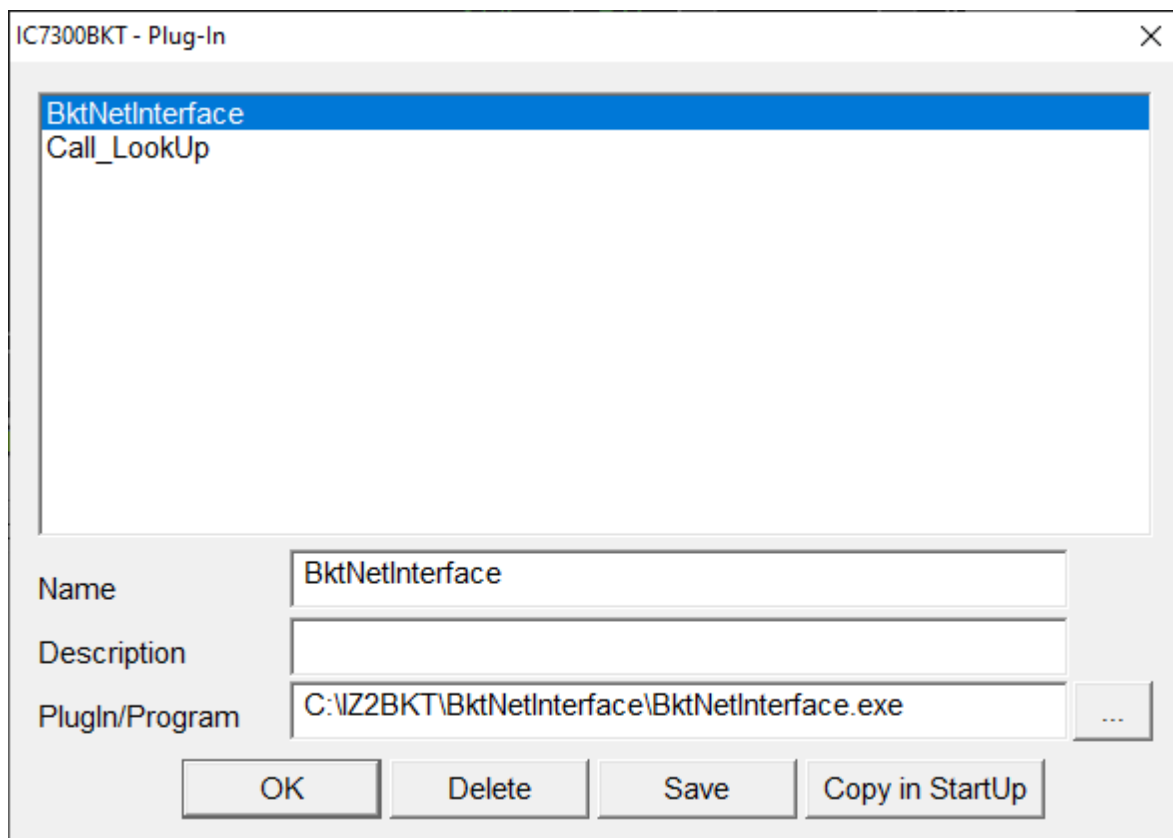 IC7300BKT - Plug-In
BktNetInterface
Call_LookUp
Name
BktNetInterface
Description
PlugIn/Program
C:\IZ2BKT\BktNetInterface\BktNetInterface.exe
...
OK
Delete
Save
Copy in StartUp